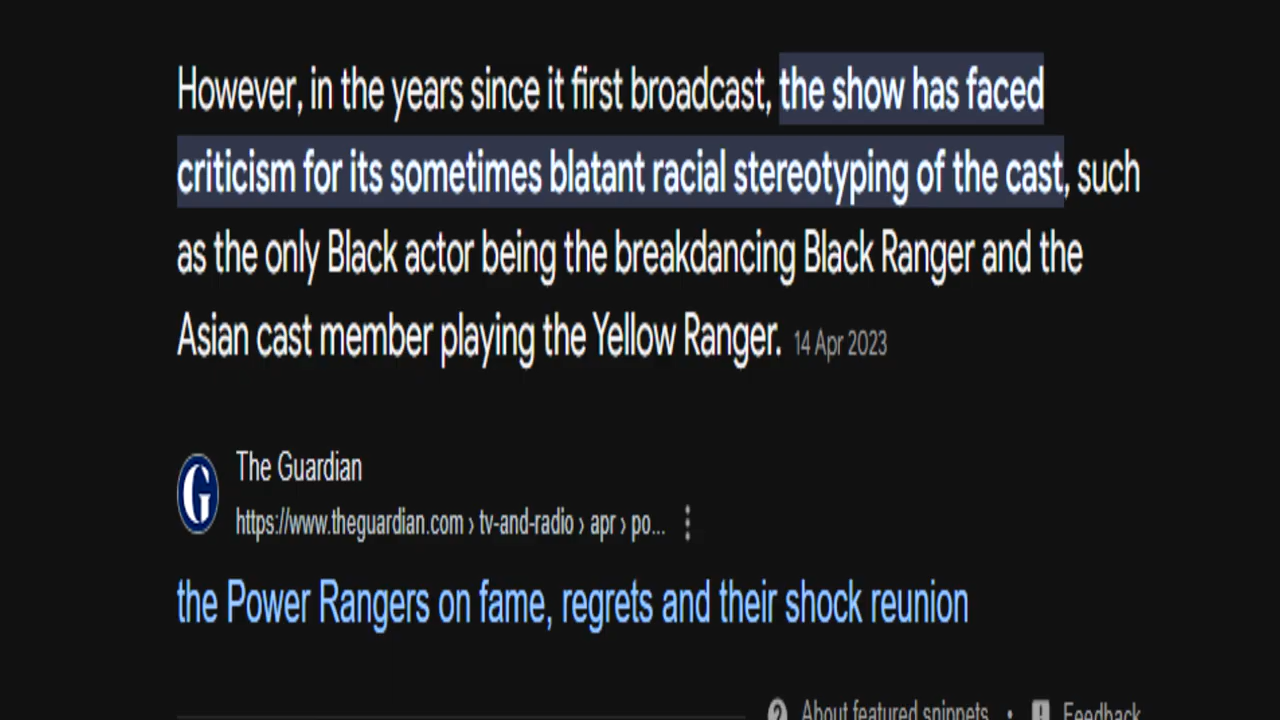 However, in the years since it first broadcast, the show has faced
criticism for its sometimes blatant racial stereotyping of the cast, such
as the only Black actor being the breakdancing Black Ranger and the
Asian cast member playing the Yellow Ranger. 14 Apr 2023
G
The Guardian
https://www.theguardian.com › tv-and-radio › apr › po...
the Power Rangers on fame, regrets and their shock reunion
About featured snippets • Feedback